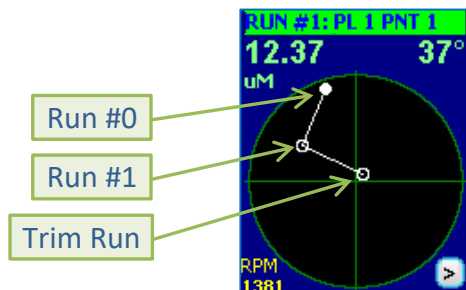 RUN #1: PL 1 PNT 1
12.37 37°
uM
Run #0
Run #1
Trim Run
RPM
1381
>